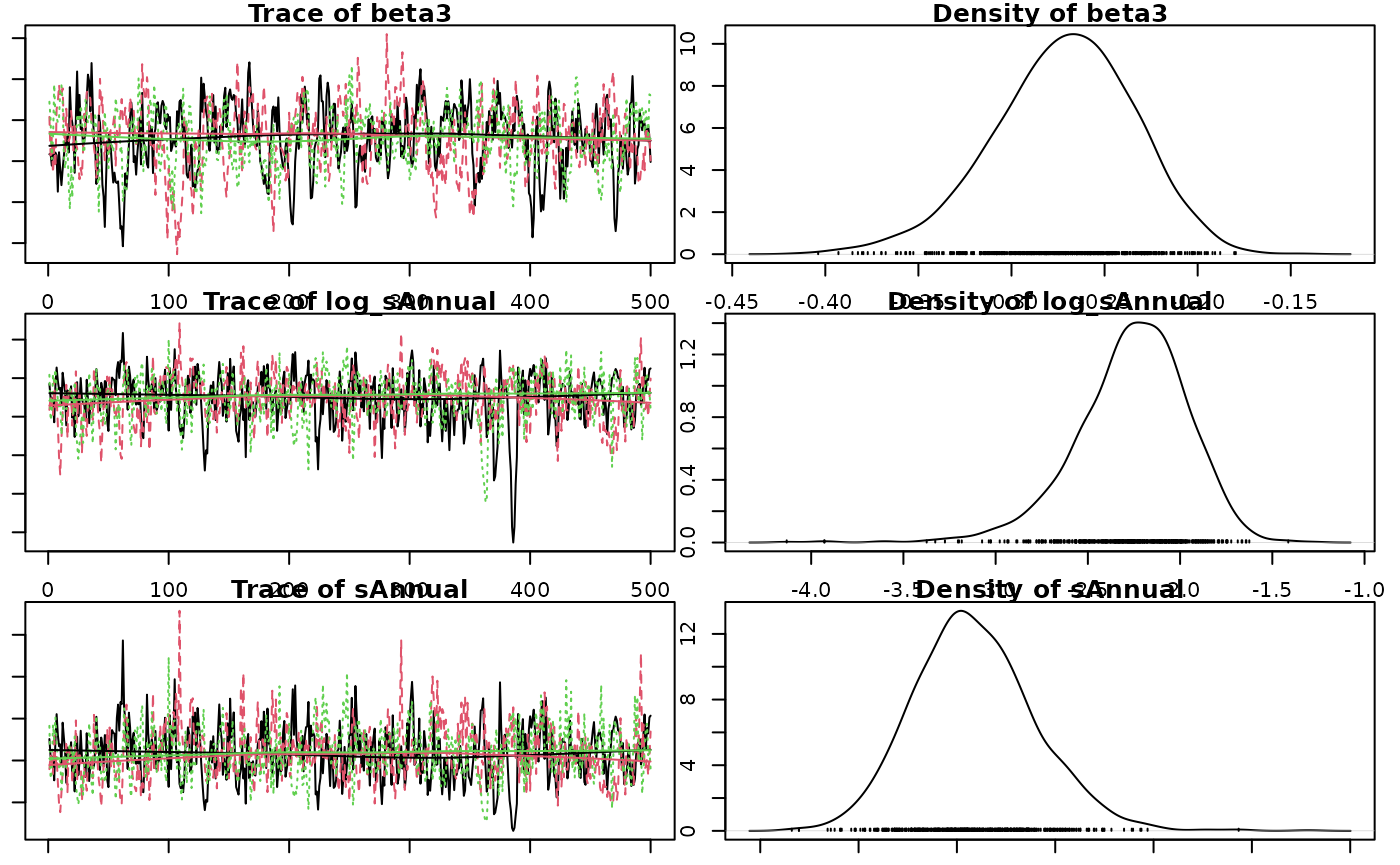 Trace of beta3
Density of beta3
10
8
6
4
2
0
0 100 200 300 400 500
Trace of log_sAnnual
-0.45 -0.40 -0.35 -0.30 -0.25 -0.20 -0.15
Density of log_sAnnual
1.2
0.8
0.4
0.0
0 100 200 300 400 500
Trace of sAnnual
-4.0 -3.5 -3.0 -2.5 -2.0 -1.5 -1.0
Density of sAnnual
12
8
4
0